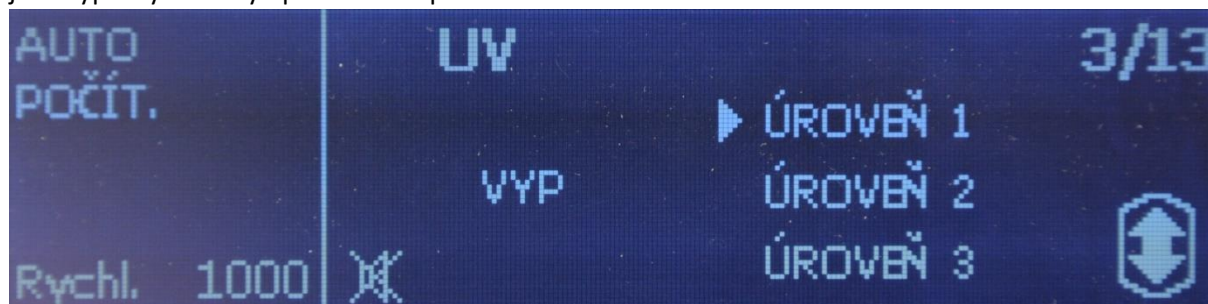 AUTO
POČÍT.
Rychl. 1000
UV
3/13
VYP
ÚROVEŇ 1
ÚROVEŇ 2
ÚROVEŇ 3